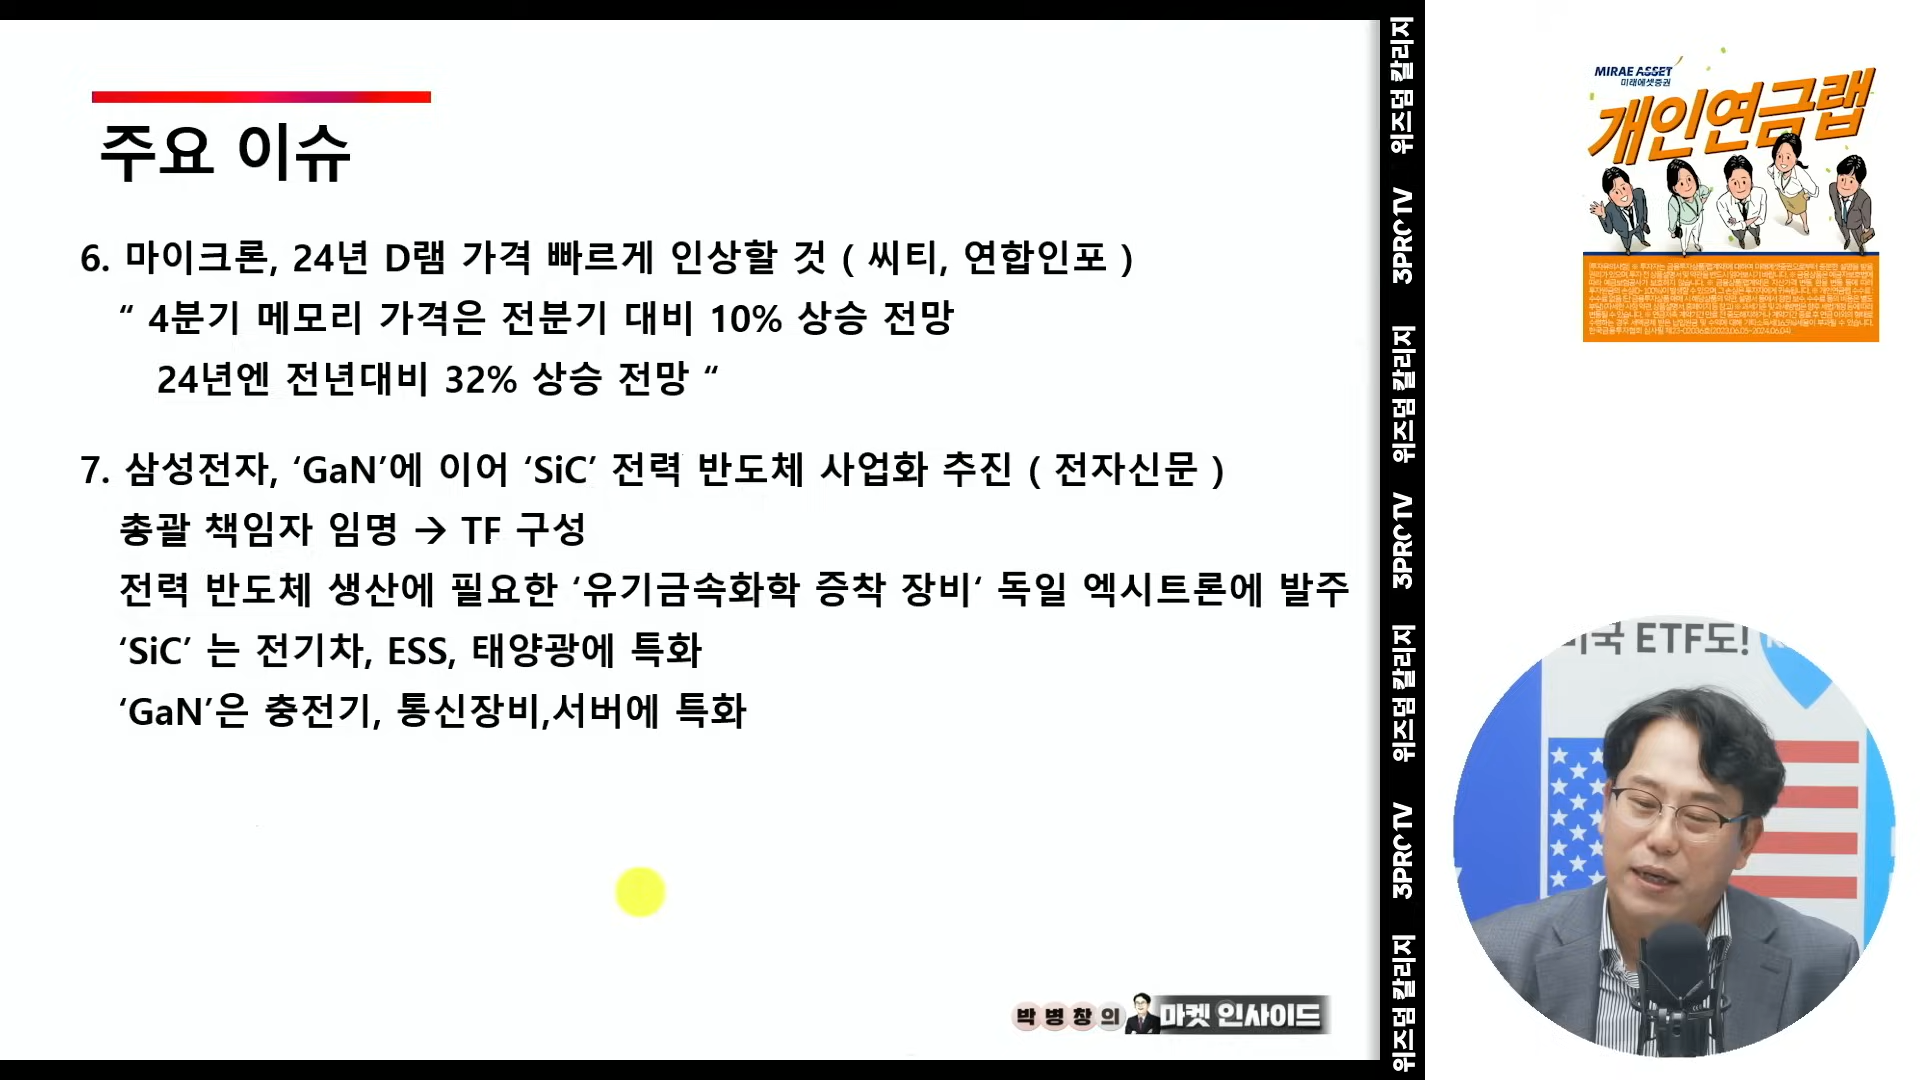 주요 이슈
6. 마이크론, 24년 D램 가격 빠르게 인상할 것 ( 씨티, 연합인포 )
“ 4분기 메모리 가격은 전분기 대비 10% 상승 전망
24년엔 전년대비 32% 상승 전망 “
7. 삼성전자, ‘GaN’에 이어 ‘SiC’ 전력 반도체 사업화 추진 ( 전자신문 )
총괄 책임자 임명 → TF 구성
전력 반도체 생산에 필요한 ‘유기금속화학 증착 장비‘ 독일 엑시트론에 발주
‘SiC’ 는 전기차, ESS, 태양광에 특화
‘GaN’은 충전기, 통신장비,서버에 특화
박병창의 마켓 인사이드
위즈덤 칼리지
3PROTV
위즈덤 칼리지
3PROTV
위즈덤 칼리지
3PROTV
위즈덤 칼리지
MIRAE ASSET
미래에셋증권
개인연금랩
미국 ETF도!